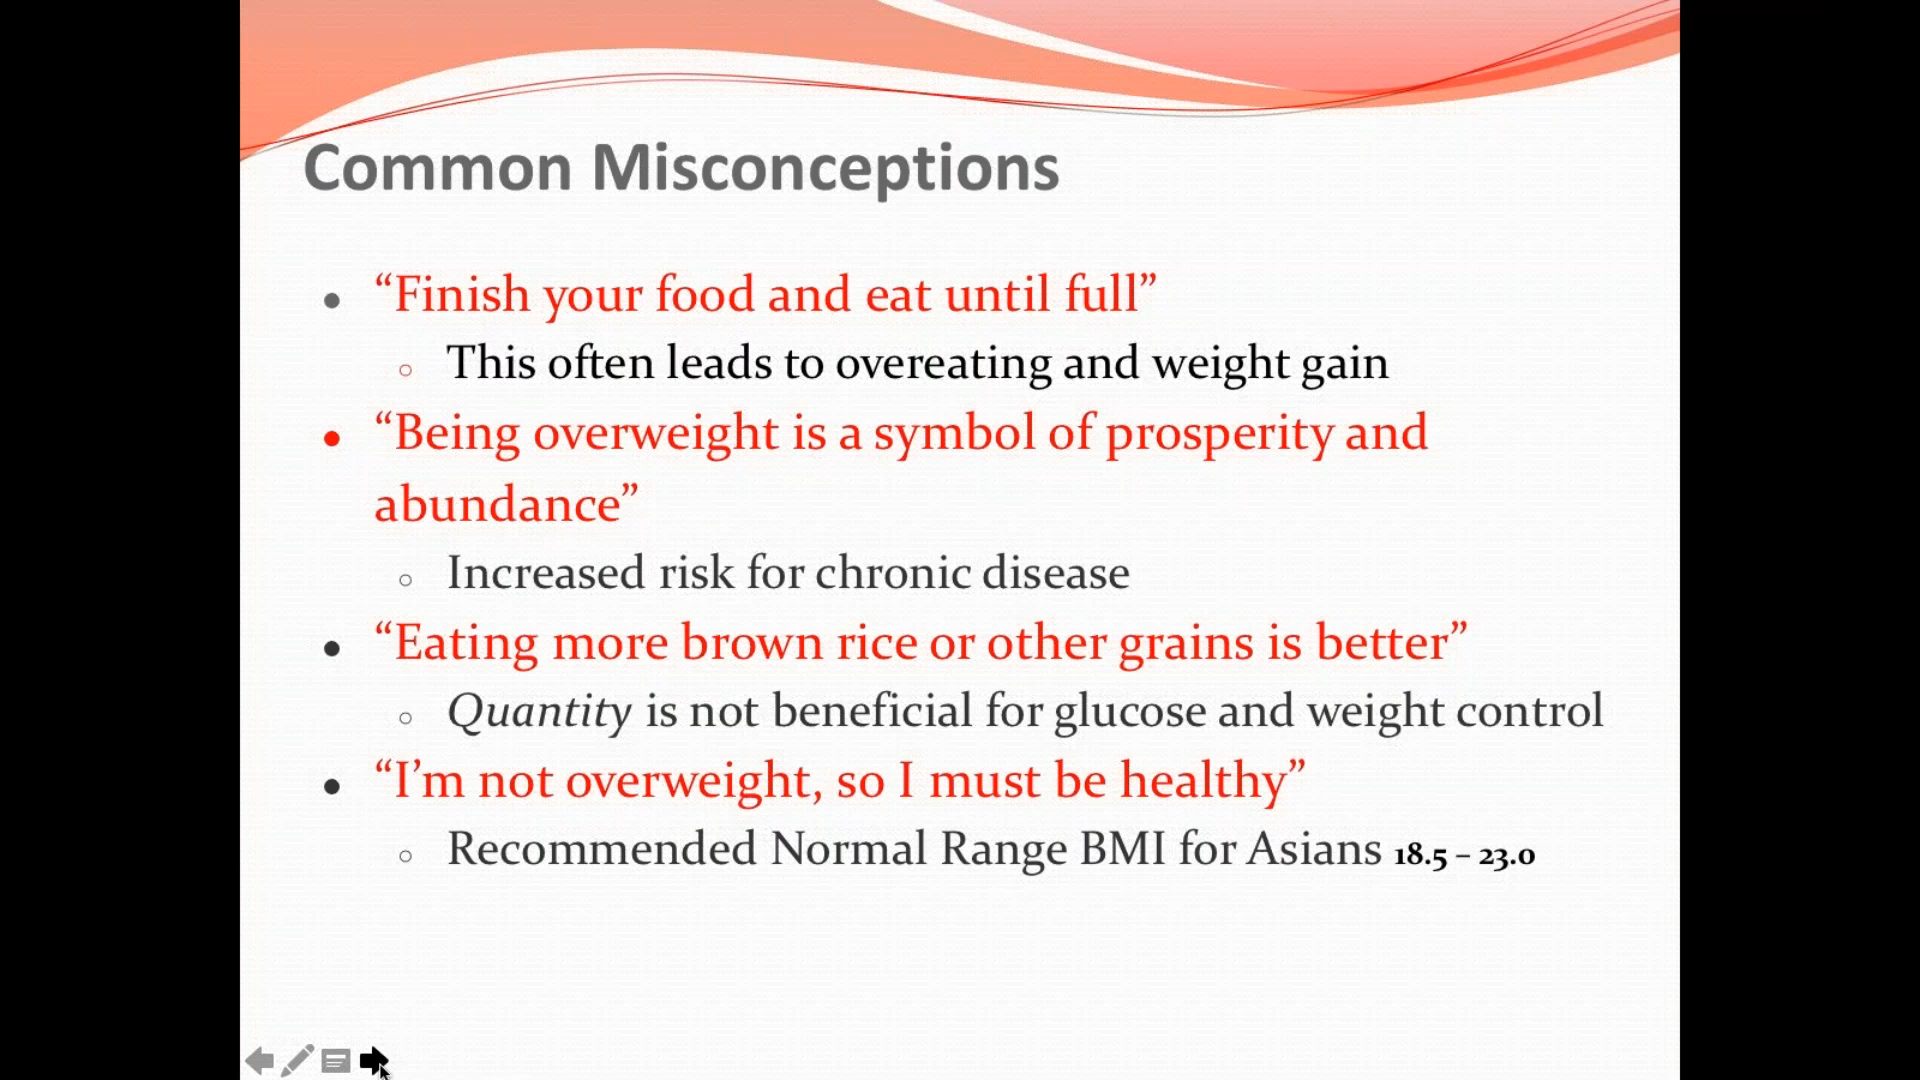 Common Misconceptions
“Finish your food and eat until full”
This often leads to overeating and weight gain
“Being overweight is a symbol of prosperity and
abundance”
Increased risk for chronic disease
“Eating more brown rice or other grains is better”
Quantity is not beneficial for glucose and weight control
“I’m not overweight, so I must be healthy”
Recommended Normal Range BMI for Asians 18.5 – 23.0